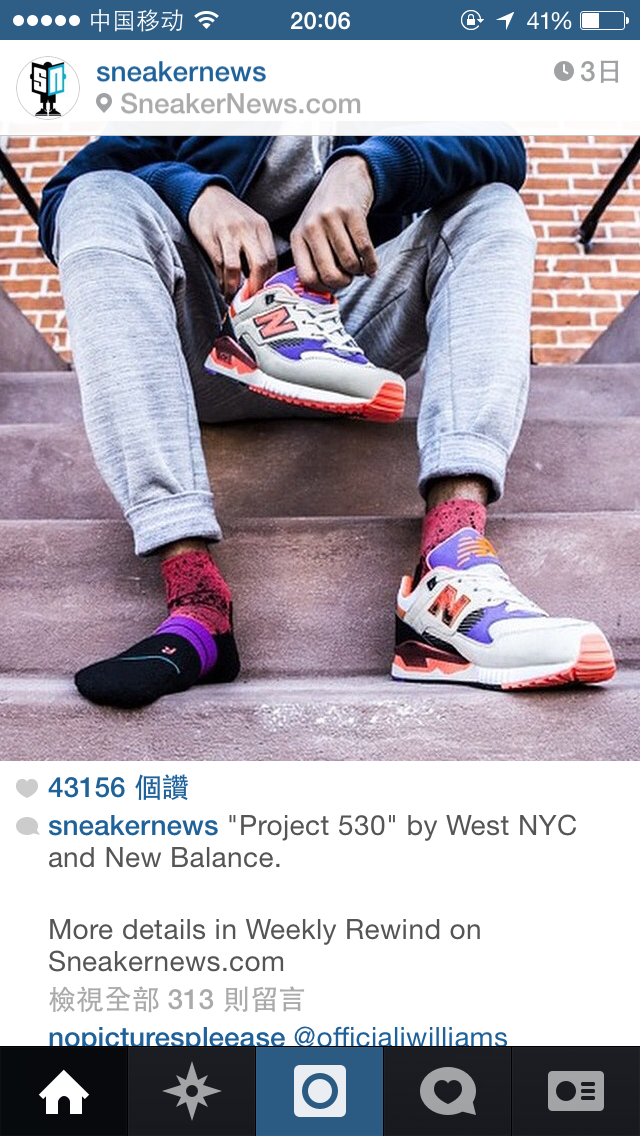 中国移动 20:06 41%
SN
sneakernews 3日
SneakerNews.com
N
N
43156 個讚
sneakernews "Project 530" by West NYC
and New Balance.
More details in Weekly Rewind on
Sneakernews.com
檢視全部 313 則留言
nopicturespleease @officialjwilliams